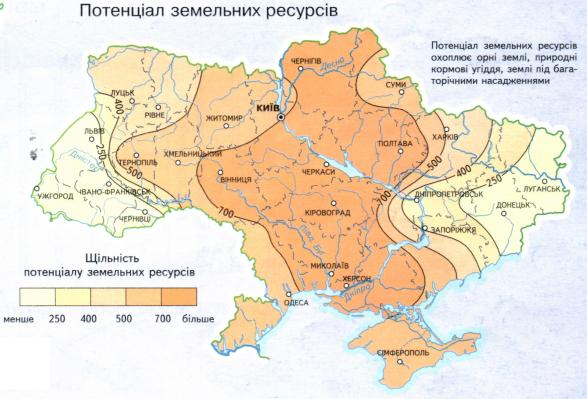 Потенціал земельних ресурсів
Потенціал земельних ресурсів
охоплює орні землі, природні
кормові угіддя, землі під бага-
торічними насадженнями
ЧЕРНІГІВ
Десна
СУМИ
ЛУЦЬК
400
РІВНЕ
КИЇВ
ЖИТОМИР
ЛЬВІВ
250
ХАРКІВ
ПОЛТАВА
500
Дністер
ТЕРНОПІЛЬ
500
ХМЕЛЬНИЦЬКИЙ
ЧЕРКАСИ
400
250
ВІННИЦЯ
ЛУГАНСЬК
УЖГОРОД
ІВАНО-ФРАНКІВСЬК
700
ДНІПРОПЕТРОВСЬК
ЧЕРНІВЦІ
700
КІРОВОГРАД
ДОНЕЦЬК
ЗАПОРІЖЖЯ
Півд. Буг
Щільність
потенціалу земельних ресурсів
МИКОЛАЇВ
ХЕРСОН
Дніпро
ОДЕСА
менше 250 400 500 700 більше
СІМФЕРОПОЛЬ